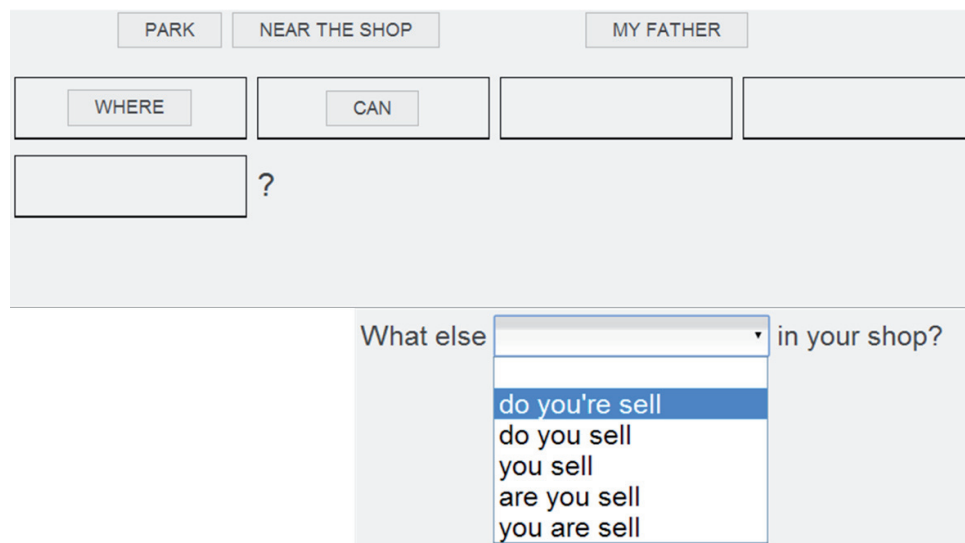 PARK NEAR THE SHOP MY FATHER
WHERE CAN
?
What else in your shop?
do you're sell
do you sell
you sell
are you sell
you are sell